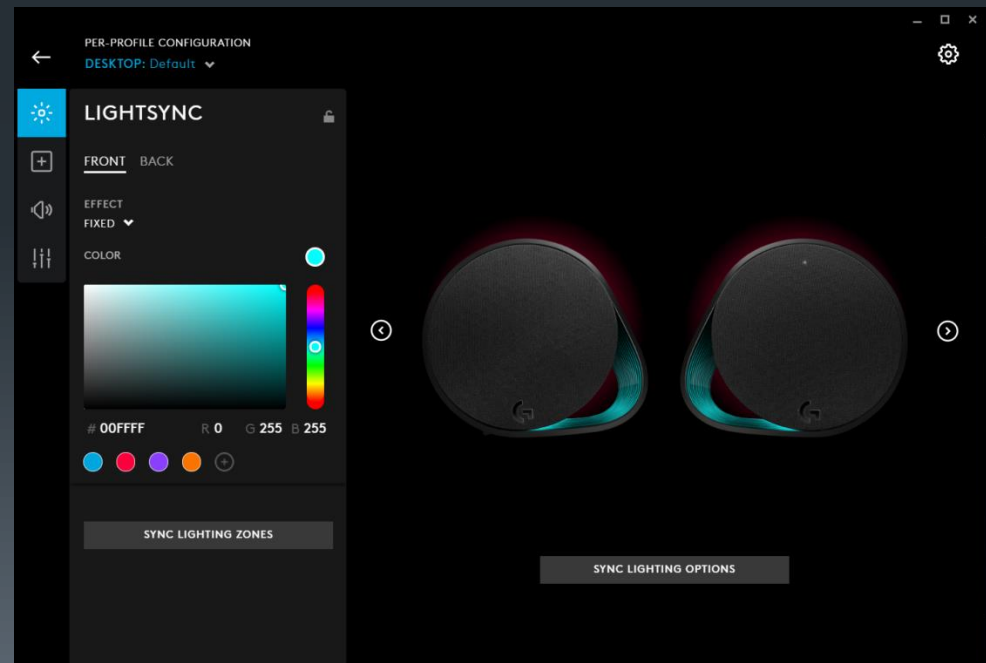 PER-PROFILE CONFIGURATION
DESKTOP: Default
LIGHTSYNC
FRONT BACK
EFFECT
FIXED
COLOR
# 00FFFF R 0 G 255 B 255
SYNC LIGHTING ZONES
SYNC LIGHTING OPTIONS